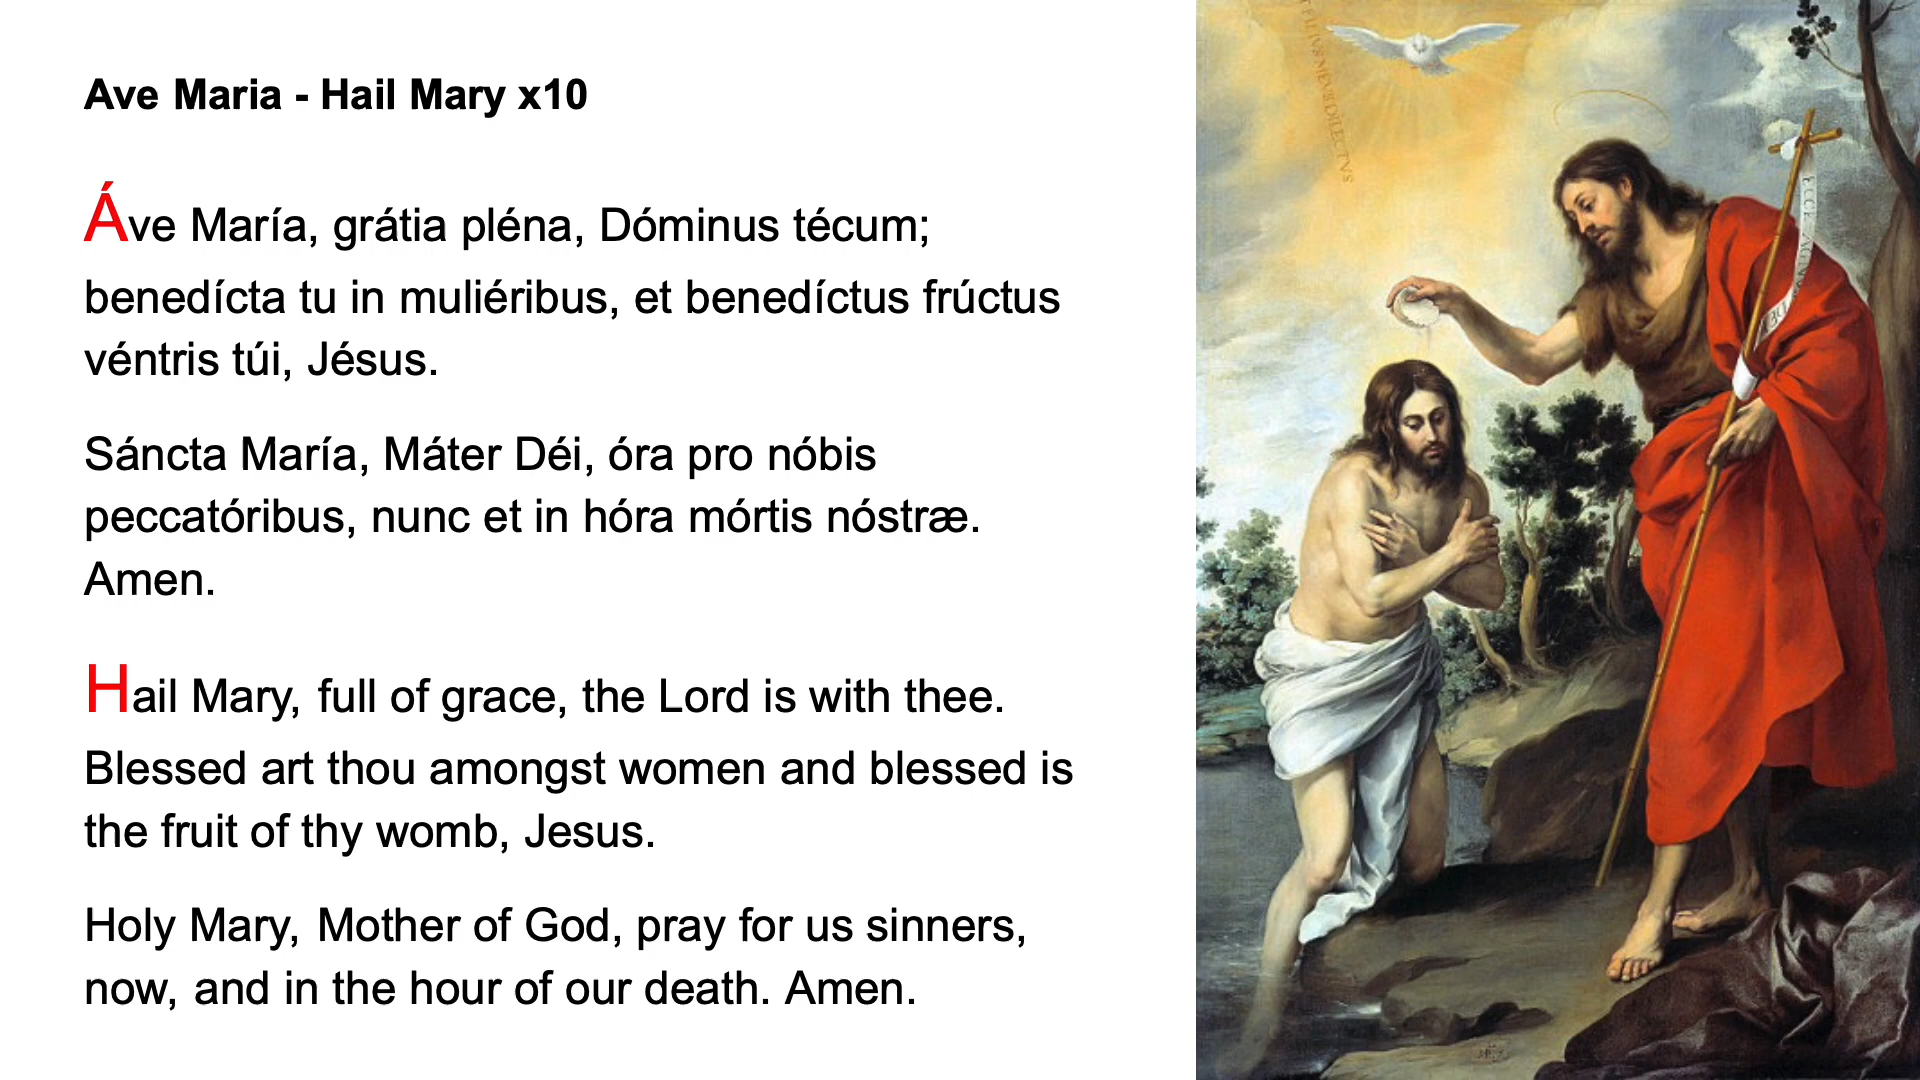 Ave Maria - Hail Mary x10
Áve María, grátia pléna, Dóminus técum;
benedícta tu in muliéribus, et benedíctus frúctus
véntris túi, Jésus.
Sáncta María, Máter Déi, óra pro nóbis
peccatóribus, nunc et in hóra mórtis nóstræ.
Amen.
Hail Mary, full of grace, the Lord is with thee.
Blessed art thou amongst women and blessed is
the fruit of thy womb, Jesus.
Holy Mary, Mother of God, pray for us sinners,
now, and in the hour of our death. Amen.
DILECTVS